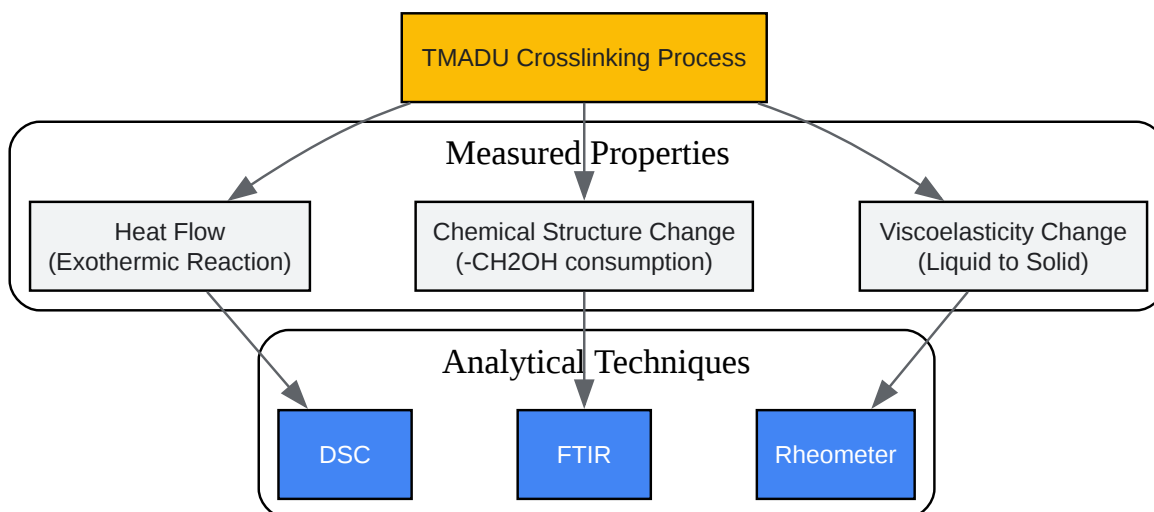 TMADU Crosslinking Process
Measured Properties
Heat Flow
(Exothermic Reaction)
Chemical Structure Change
(-CH2OH consumption)
Viscoelasticity Change
(Liquid to Solid)
Analytical Techniques
DSC
FTIR
Rheometer